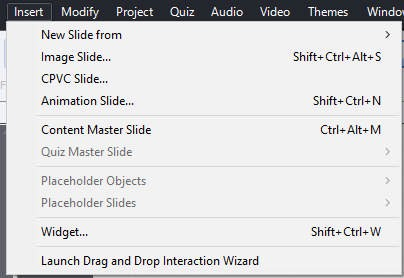 Insert Modify Project Quiz Audio Video Themes Window
New Slide from
Image Slide... Shift+Ctrl+Alt+S
CPVC Slide...
Animation Slide... Shift+Ctrl+N
Content Master Slide Ctrl+Alt+M
Quiz Master Slide
Placeholder Objects
Placeholder Slides
Widget... Shift+Ctrl+W
Launch Drag and Drop Interaction Wizard